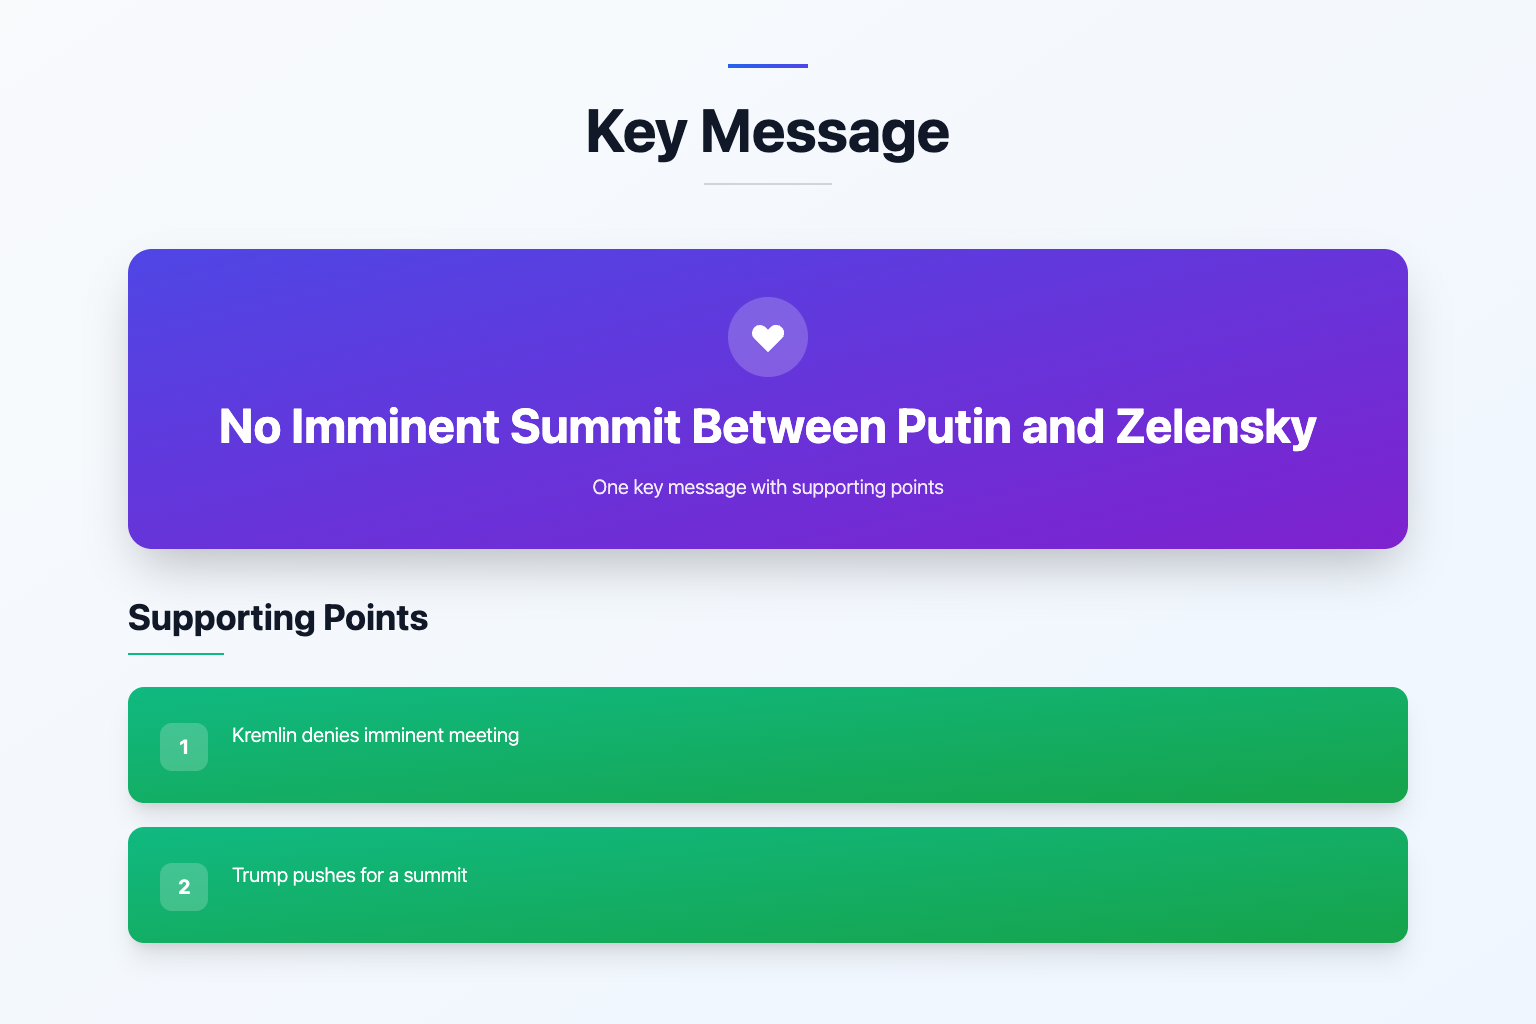 Key Message
No Imminent Summit Between Putin and Zelensky
One key message with supporting points
Supporting Points
1
Kremlin denies imminent meeting
2
Trump pushes for a summit